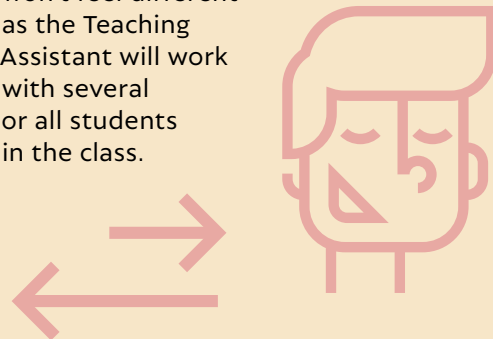 as the Teaching
Assistant will work
with several
or all students
in the class.